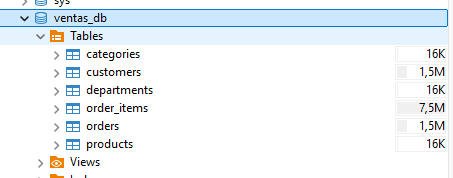 sys
ventas_db
Tables
categories 16K
customers 1,5M
departments 16K
order_items 7,5M
orders 1,5M
products 16K
Views